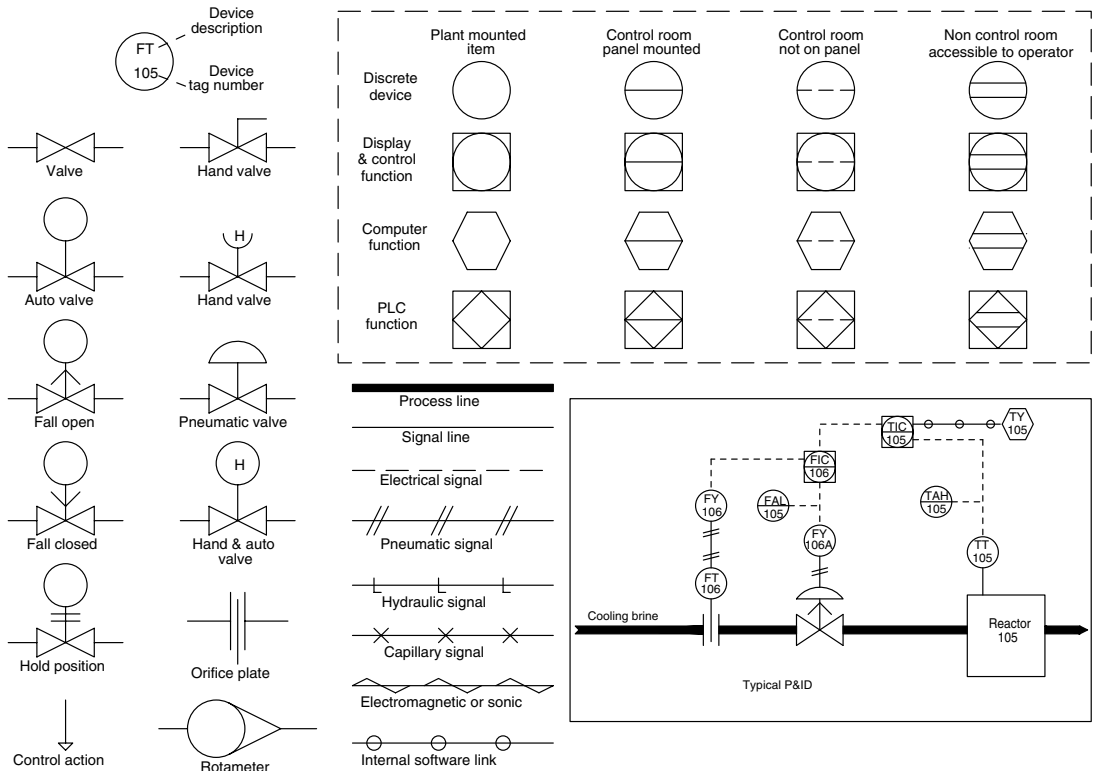 Device
description
FT
105
Device
tag number
Valve
Hand valve
Auto valve
H
Hand valve
Fall open
Pneumatic valve
Fall closed
H
Hand & auto
valve
Hold position
Orifice plate
Control action
Rotameter
Plant mounted
item
Control room
panel mounted
Control room
not on panel
Non control room
accessible to operator
Discrete
device
Display
& control
function
Computer
function
PLC
function
Process line
Signal line
Electrical signal
Pneumatic signal
Hydraulic signal
Capillary signal
Electromagnetic or sonic
Internal software link
TIC
105
TY
105
FIC
106
FY
106
FAL
105
TAH
105
FY
106A
TT
105
FT
106
Cooling brine
Reactor
105
Typical P&ID